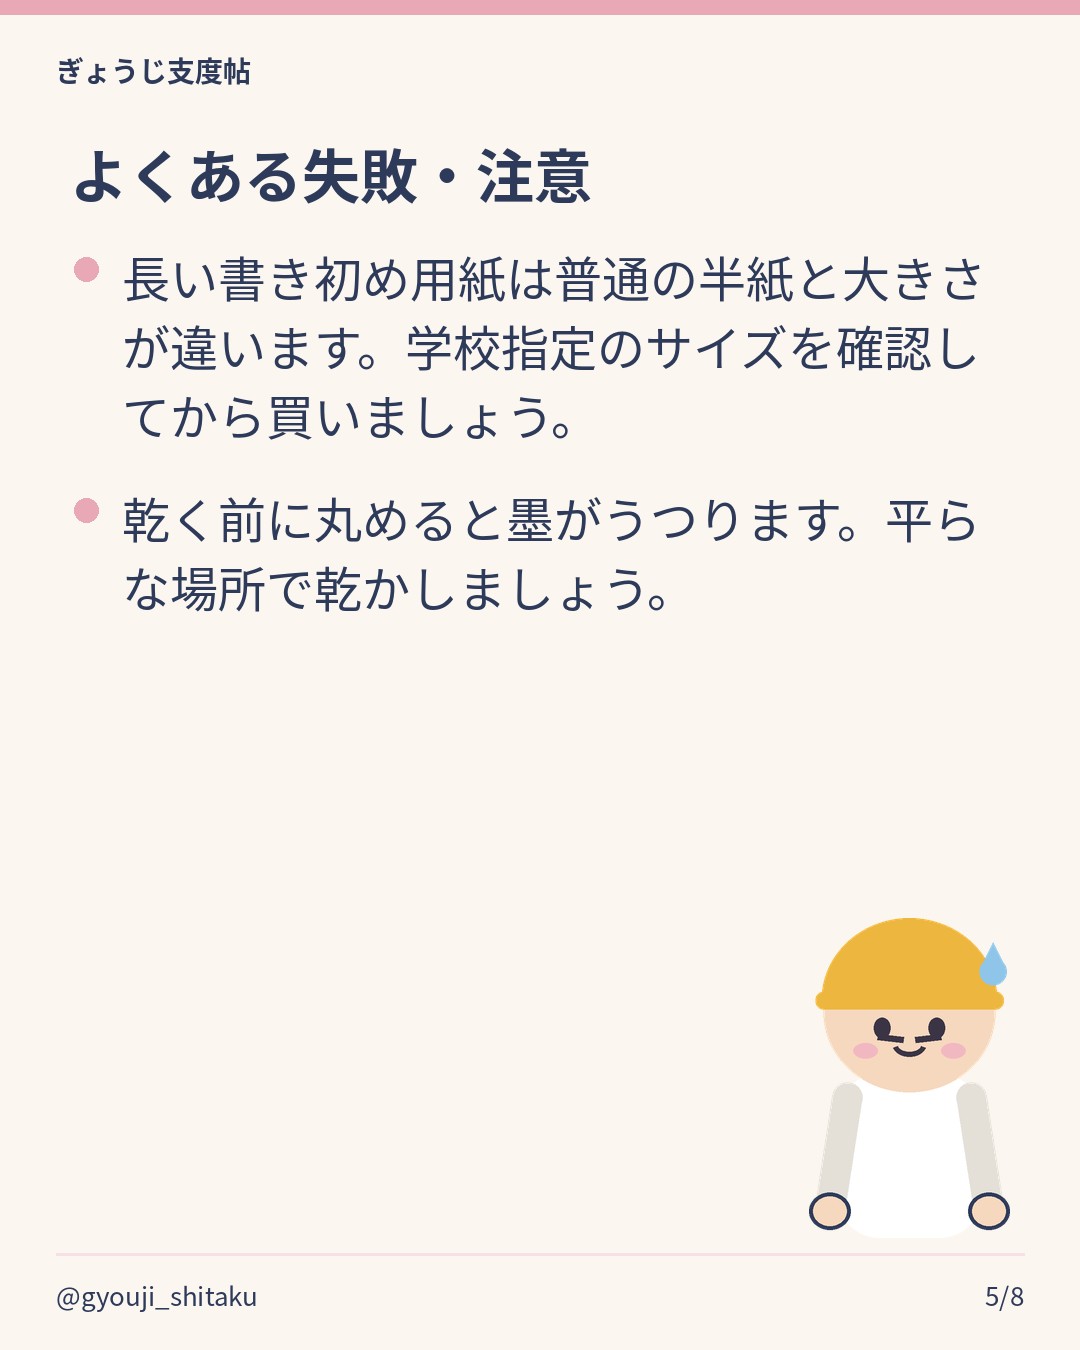 ぎょうじ支度帖
よくある失敗・注意
長い書き初め用紙は普通の半紙と大きさ
が違います。学校指定のサイズを確認し
てから買いましょう。
乾く前に丸めると墨がうつります。平ら
な場所で乾かしましょう。
@gyouji_shitaku
5/8